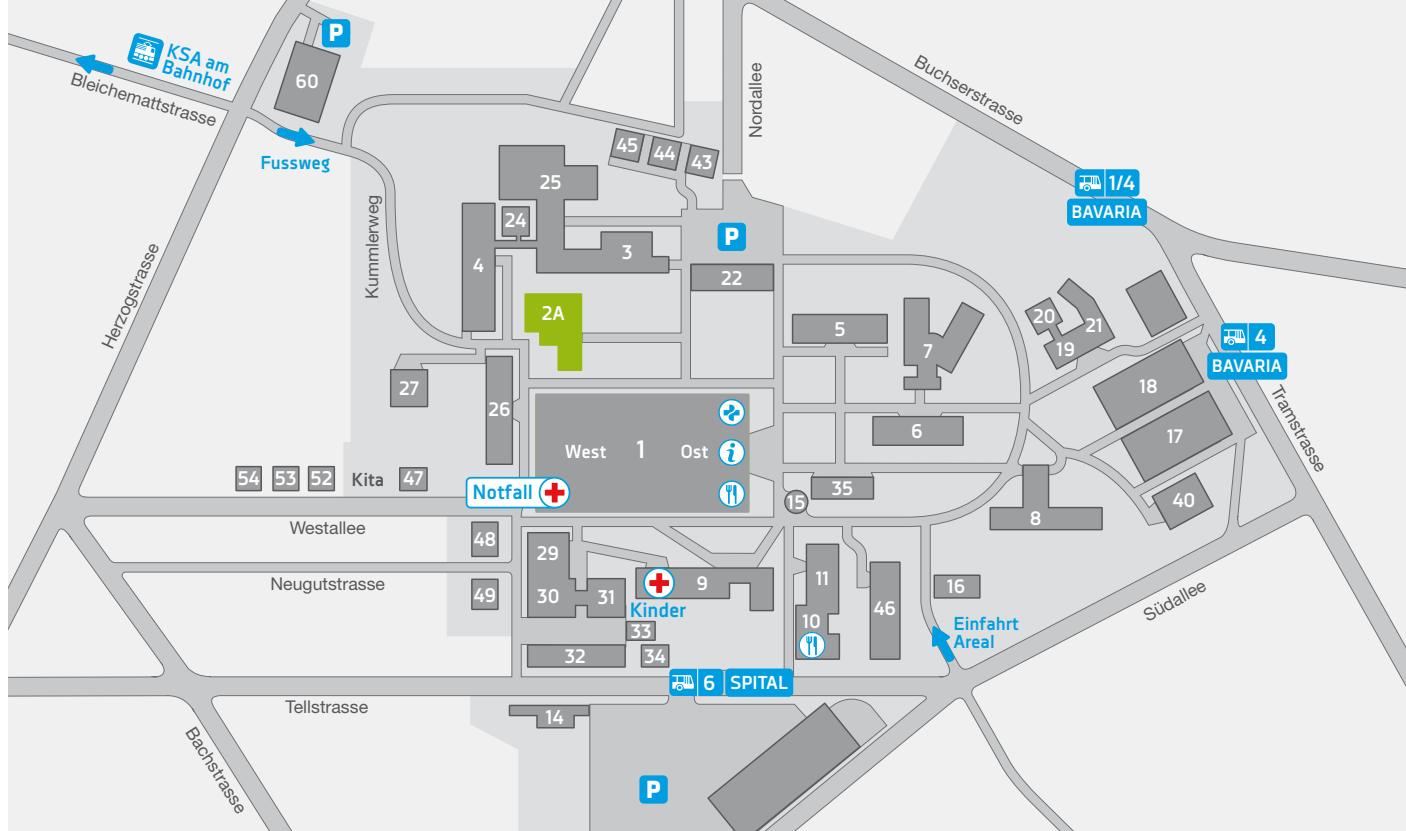 P
KSA am
Bahnhof
60
Bleichemattstrasse
Fussweg
Buchserstrasse
Nordallee
45
44
43
1/4
BAVARIA
25
24
3
4
P
22
Kummlerweg
Herzogstrasse
2A
5
7
20
21
19
4
BAVARIA
18
17
Tramstrasse
27
26
6
West
1
Ost
i
54
53
52
Kita
47
Notfall
35
15
40
8
Westallee
48
29
Neugutstrasse
49
30
31
9
Kinder
11
46
16
10
33
32
34
Einfahrt
Areal
Südallee
6
SPITAL
Tellstrasse
14
Bachstrasse
P